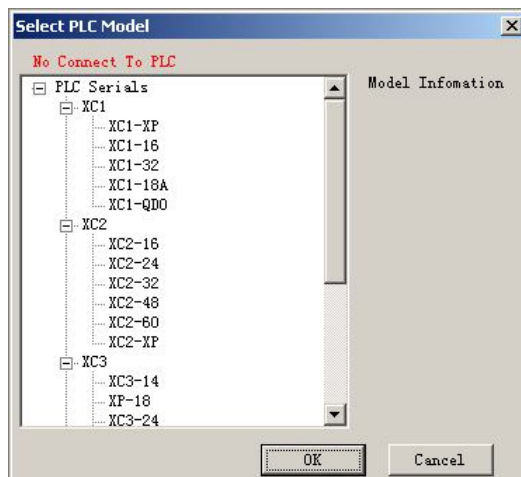 Select PLC Model
No Connect To PLC
PLC Serials
XC1
XC1-XP
XC1-16
XC1-32
XC1-18A
XC1-QDO
XC2
XC2-16
XC2-24
XC2-32
XC2-48
XC2-60
XC2-XP
XC3
XC3-14
XP-18
XC3-24
Model Infomation
OK
Cancel